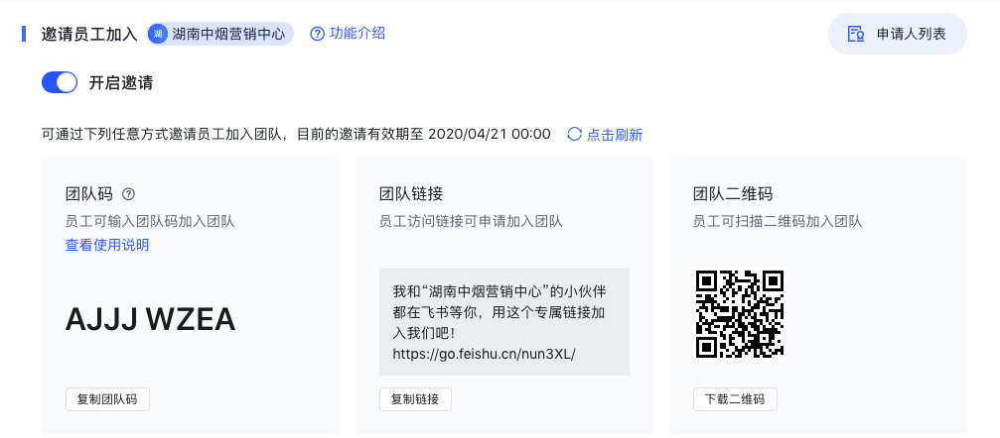 邀请员工加入 湖 湖南中烟营销中心 功能介绍
申请人列表
开启邀请
可通过下列任意方式邀请员工加入团队，目前的邀请有效期至 2020/04/21 00:00 点击刷新
团队码
员工可输入团队码加入团队
查看使用说明
AJJJ WZEA
复制团队码
团队链接
员工访问链接可申请加入团队
我和“湖南中烟营销中心”的小伙伴
都在飞书等你，用这个专属链接加
入我们吧！
https://go.feishu.cn/nun3XL/
复制链接
团队二维码
员工可扫描二维码加入团队
下载二维码